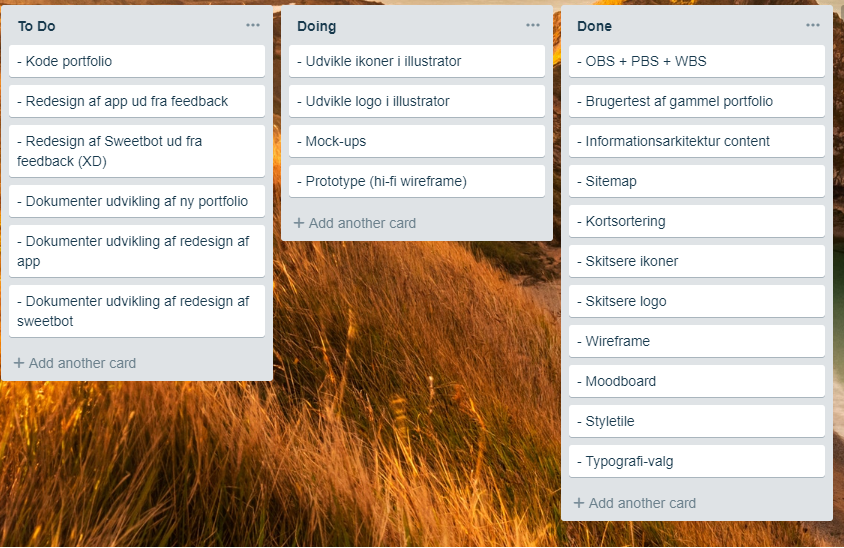 To Do
- Kode portfolio
- Redesign af app ud fra feedback
- Redesign af Sweetbot ud fra
feedback (XD)
- Dokumenter udvikling af ny portfolio
- Dokumenter udvikling af redesign af
app
- Dokumenter udvikling af redesign af
sweetbot
+ Add another card
Doing
- Udvikle ikoner i illustrator
- Udvikle logo i illustrator
- Mock-ups
- Prototype (hi-fi wireframe)
+ Add another card
Done
- OBS + PBS + WBS
- Brugertest af gammel portfolio
- Informationsarkitektur content
- Sitemap
- Kortsortering
- Skitsere ikoner
- Skitsere logo
- Wireframe
- Moodboard
- Styletile
- Typografi-valg
+ Add another card